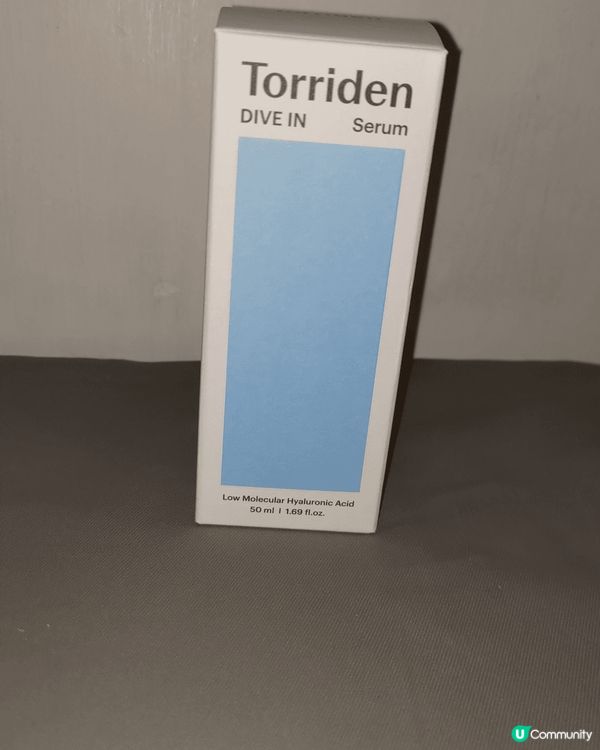 Torriden
DIVE IN Serum
Low Molecular Hyaluronic Acid
50 ml | 1.69 fl.oz.
U Community